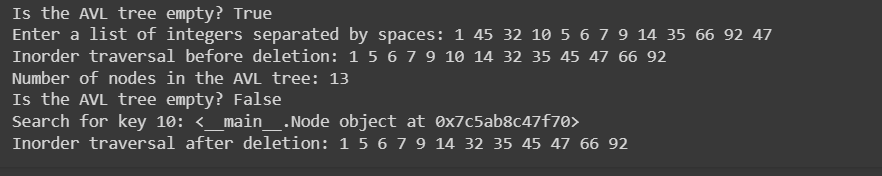 Is the AVL tree empty? True
Enter a list of integers separated by spaces: 1 45 32 10 5 6 7 9 14 35 66 92 47
Inorder traversal before deletion: 1 5 6 7 9 10 14 32 35 45 47 66 92
Number of nodes in the AVL tree: 13
Is the AVL tree empty? False
Search for key 10: <__main__.Node object at 0x7c5ab8c47f70>
Inorder traversal after deletion: 1 5 6 7 9 14 32 35 45 47 66 92